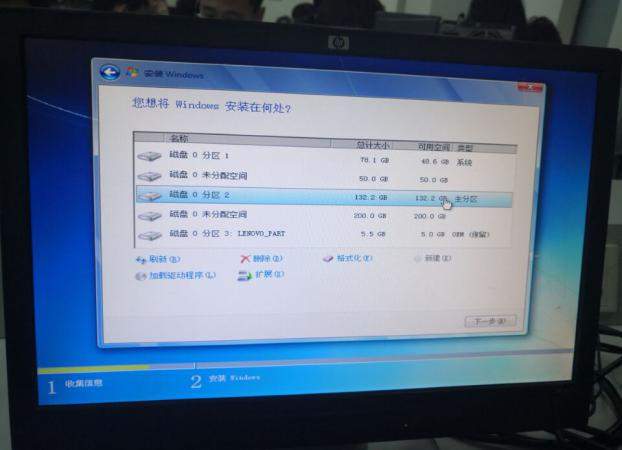 hp
安装 Windows
您想将 Windows 安装在何处?
名称 总计大小 可用空间 类型
磁盘 0 分区 1 78.1 GB 48.6 GB 系统
磁盘 0 未分配空间 50.0 GB 50.0 GB
磁盘 0 分区 2 132.2 GB 132.2 GB 主分区
磁盘 0 未分配空间 200.0 GB 200.0 GB
磁盘 0 分区 3: LENOVO_PART 5.5 GB 5.0 GB OEM (保留)
刷新(R) 删除(D) 格式化(F) 新建(E)
加载驱动程序(L) 扩展(X)
下一步(N)
1 收集信息 2 安装 Windows